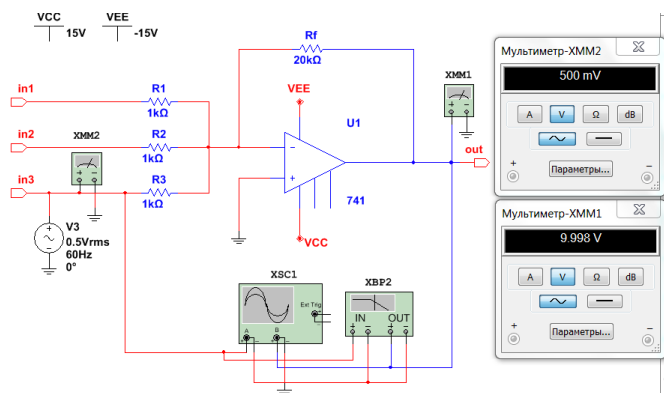 VCC
15V
VEE
-15V
in1
R1
1kΩ
in2
R2
1kΩ
in3
R3
1kΩ
XMM2
V3
0.5Vrms
60Hz
0°
Rf
20kΩ
VEE
U1
741
VCC
XMM1
out
XSC1
Ext Trig
A
B
XBP2
IN
OUT
Мультиметр-XMM2
500 mV
A
V
Ω
dB
+
Параметры...
Мультиметр-XMM1
9.998 V
A
V
Ω
dB
+
Параметры...